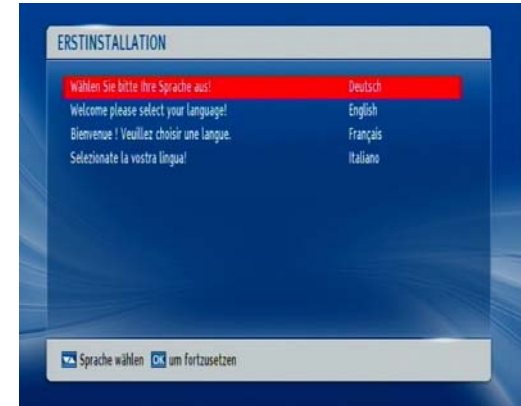 ERSTINSTALLATION
Wählen Sie bitte Ihre Sprache aus! Deutsch
Welcome please select your language! English
Bienvenue ! Veuillez choisir une langue. Français
Selezionate la vostra lingua! Italiano
Sprache wählen OK um fortzusetzen